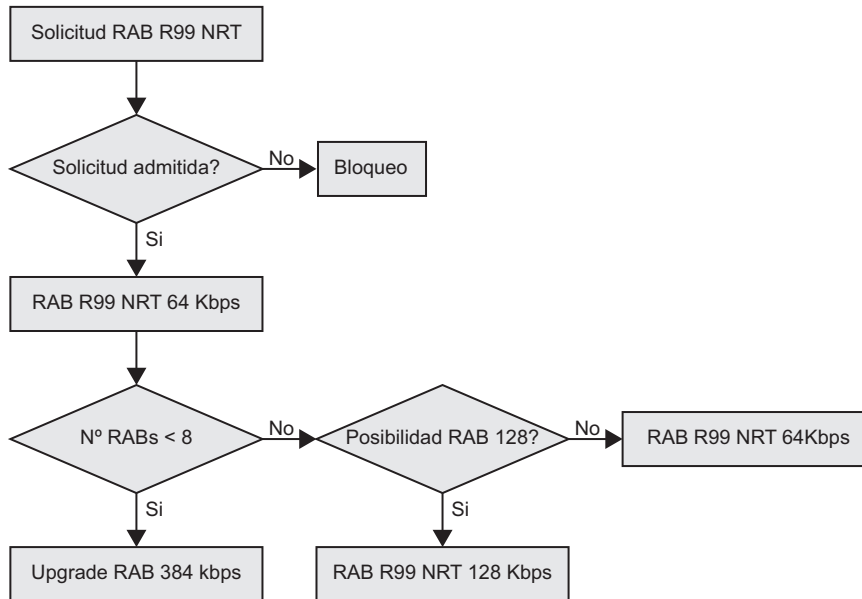 Solicitud RAB R99 NRT
Solicitud admitida?
No
Bloqueo
Si
RAB R99 NRT 64 Kbps
Nº RABs < 8
No
Posibilidad RAB 128?
No
RAB R99 NRT 64Kbps
Si
Si
Upgrade RAB 384 kbps
RAB R99 NRT 128 Kbps